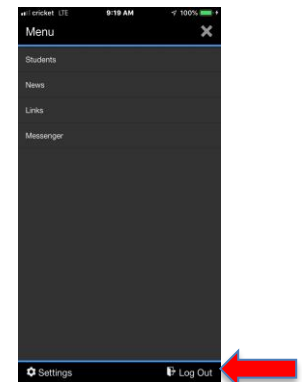 cricket LTE 9:19 AM 100%
Menu
Students
News
Links
Messenger
Settings Log Out